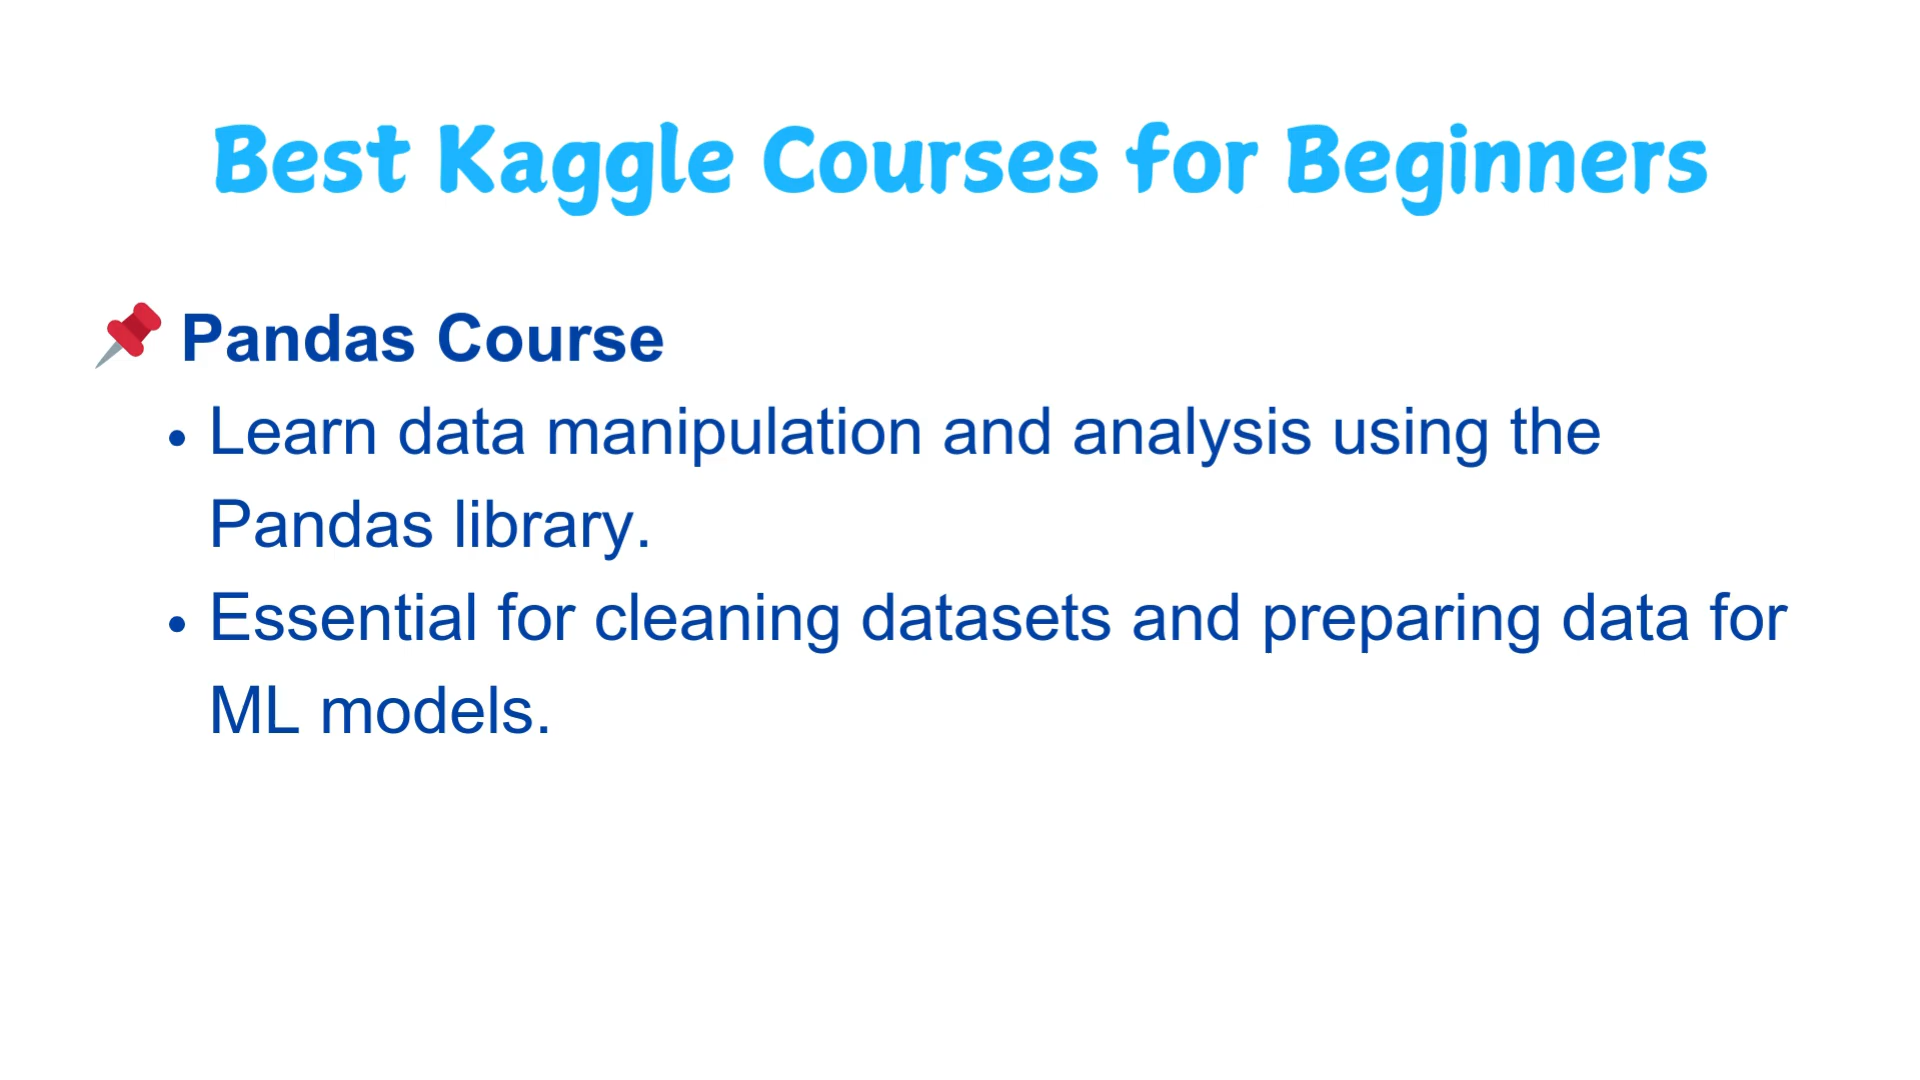 Best Kaggle Courses for Beginners
📌 Pandas Course
• Learn data manipulation and analysis using the
Pandas library.
• Essential for cleaning datasets and preparing data for
ML models.